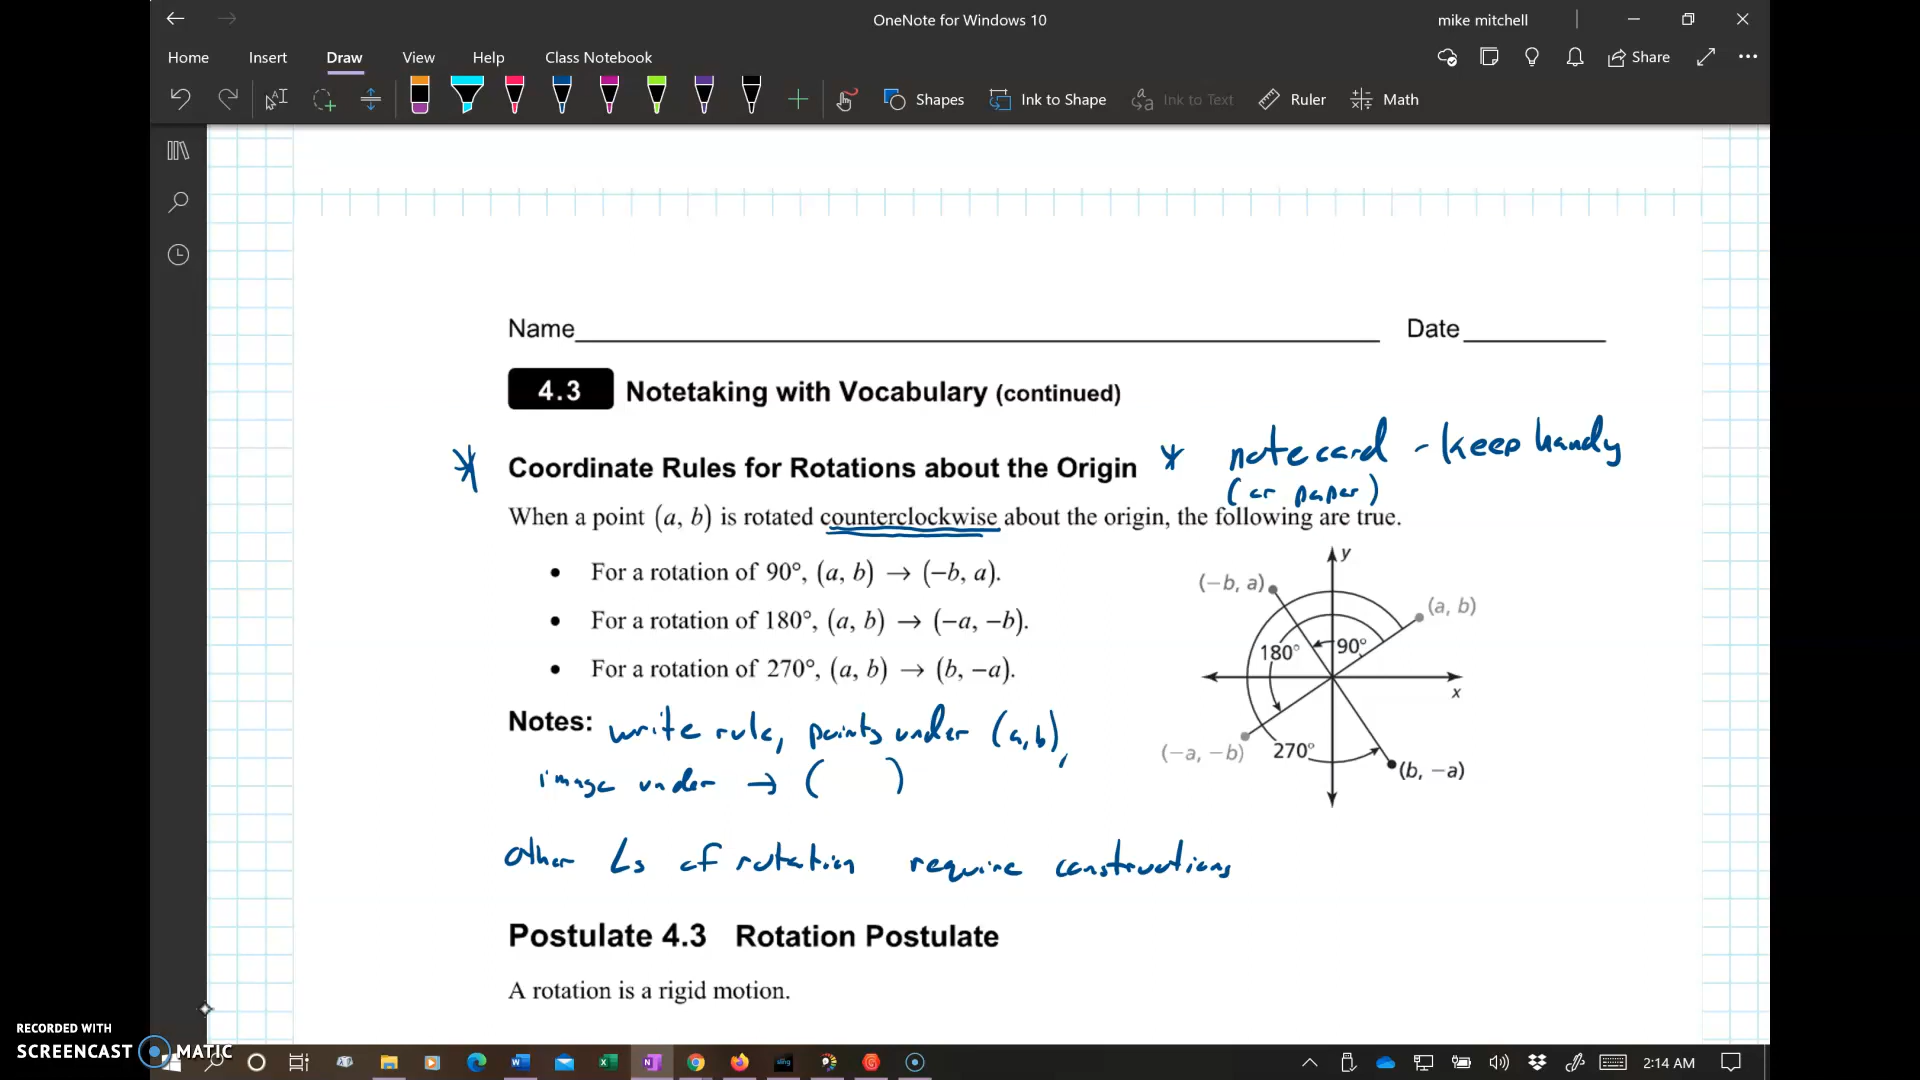 OneNote for Windows 10
mike mitchell
Home Insert Draw View Help Class Notebook
Share
Shapes Ink to Shape Ink to Text Ruler Math
Name Date
4.3 Notetaking with Vocabulary (continued)
* Coordinate Rules for Rotations about the Origin * notecard - keep handy
(or paper)
When a point (a, b) is rotated counterclockwise about the origin, the following are true.
• For a rotation of 90°, (a, b) → (−b, a).
• For a rotation of 180°, (a, b) → (−a, −b).
• For a rotation of 270°, (a, b) → (b, −a).
y
(−b, a)
(a, b)
90°
180°
x
(−a, −b)
270°
(b, −a)
Notes: write rule, points under (a,b),
image under → ( )
other ∠s of rotation require constructions
Postulate 4.3 Rotation Postulate
A rotation is a rigid motion.
RECORDED WITH
SCREENCAST MATIC
2:14 AM